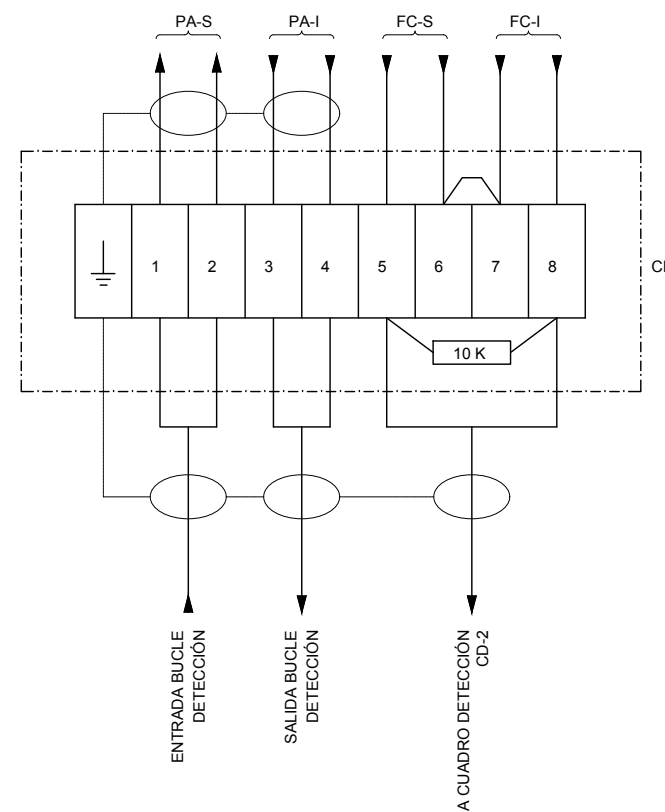 PA-S PA-I FC-S FC-I
1 2 3 4 5 6 7 8
10 K
ENTRADA BUCLE
DETECCIÓN
SALIDA BUCLE
DETECCIÓN
A CUADRO DETECCIÓN
CD-2